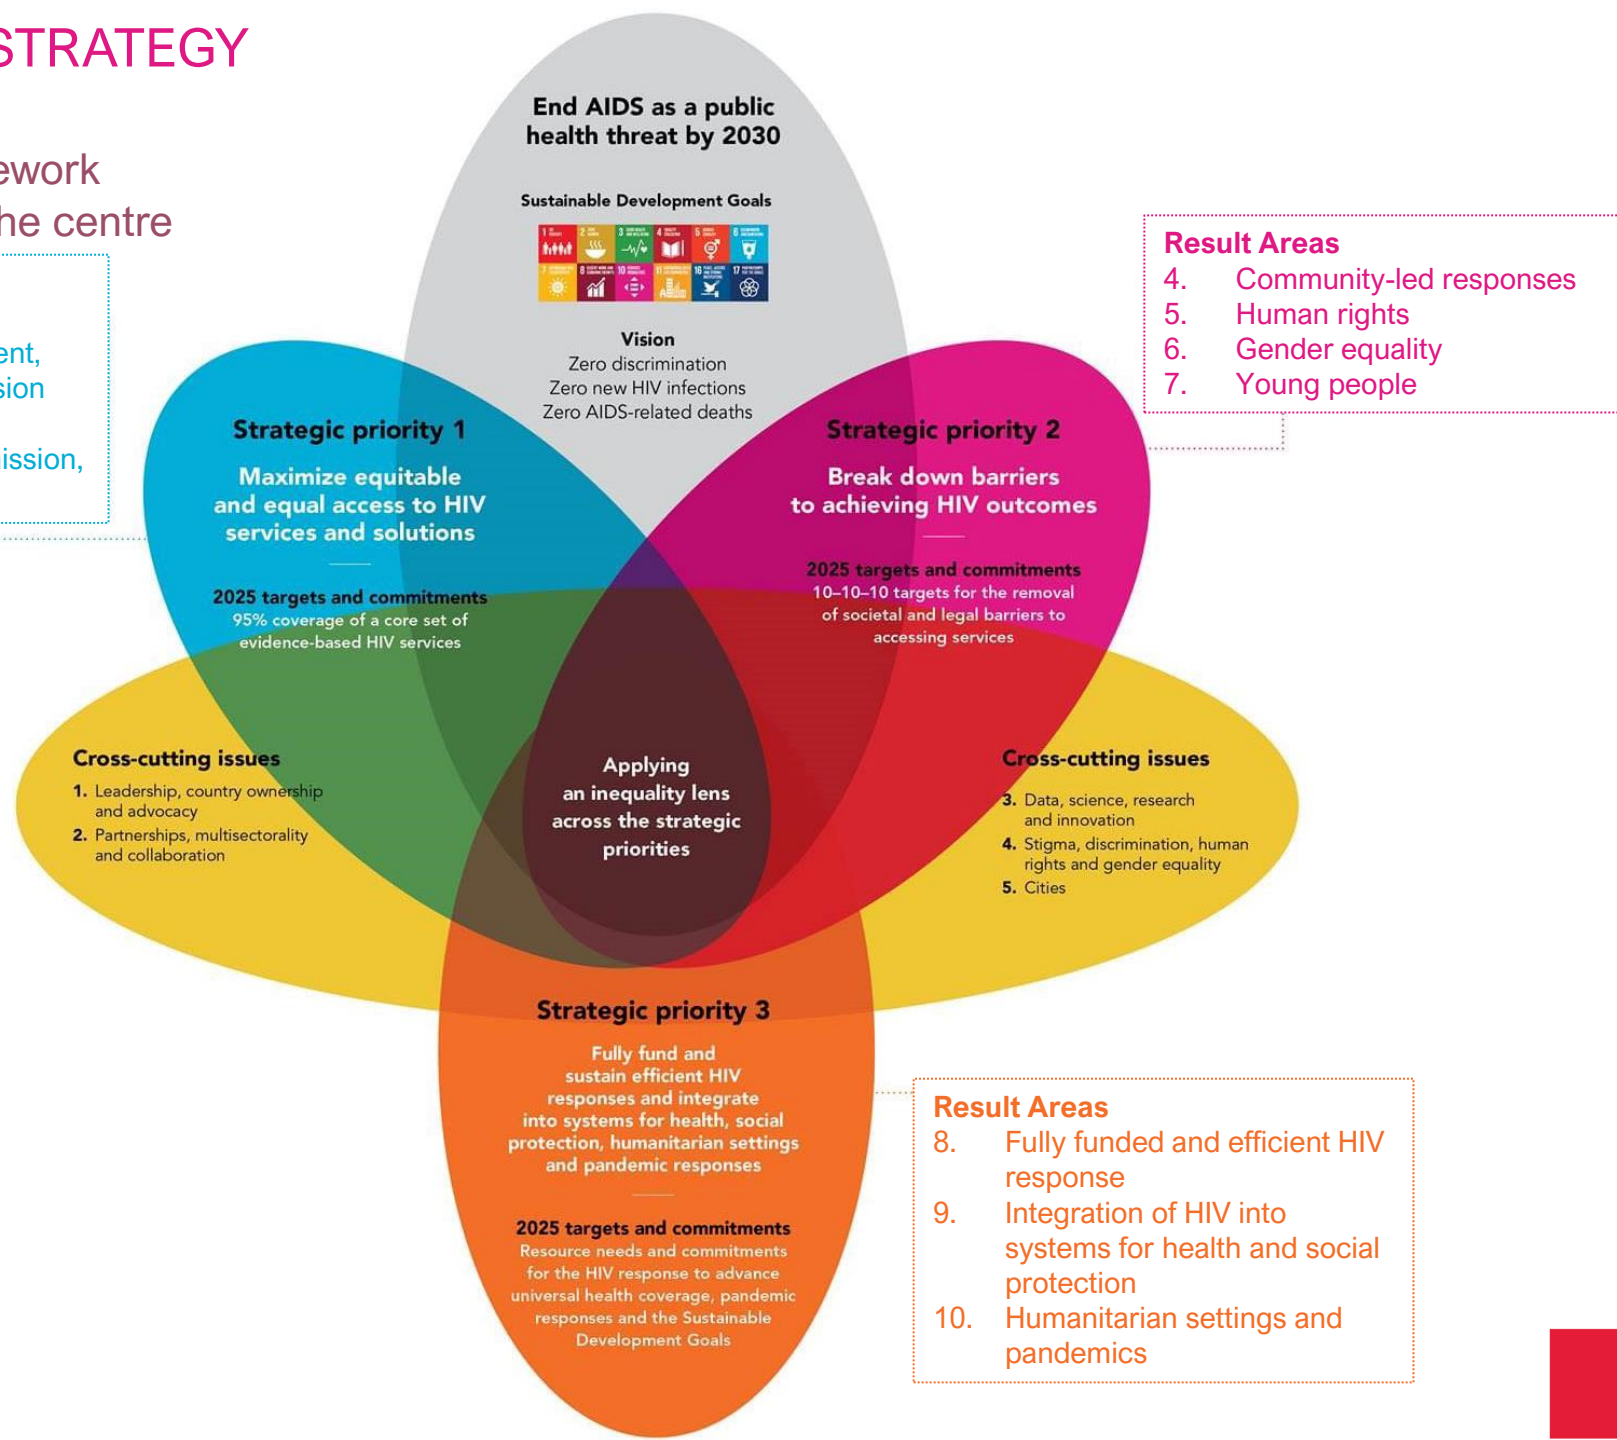 STRATEGY
ework
he centre
ent,
sion
ission,
End AIDS as a public
health threat by 2030
Sustainable Development Goals
Vision
Zero discrimination
Zero new HIV infections
Zero AIDS-related deaths
Result Areas
4. Community-led responses
5. Human rights
6. Gender equality
7. Young people
Strategic priority 1
Maximize equitable
and equal access to HIV
services and solutions
2025 targets and commitments
95% coverage of a core set of
evidence-based HIV services
Strategic priority 2
Break down barriers
to achieving HIV outcomes
2025 targets and commitments
10–10–10 targets for the removal
of societal and legal barriers to
accessing services
Cross-cutting issues
1. Leadership, country ownership
and advocacy
2. Partnerships, multisectorality
and collaboration
Applying
an inequality lens
across the strategic
priorities
Cross-cutting issues
3. Data, science, research
and innovation
4. Stigma, discrimination, human
rights and gender equality
5. Cities
Strategic priority 3
Fully fund and
sustain efficient HIV
responses and integrate
into systems for health, social
protection, humanitarian settings
and pandemic responses
2025 targets and commitments
Resource needs and commitments
for the HIV response to advance
universal health coverage, pandemic
responses and the Sustainable
Development Goals
Result Areas
8. Fully funded and efficient HIV
response
9. Integration of HIV into
systems for health and social
protection
10. Humanitarian settings and
pandemics